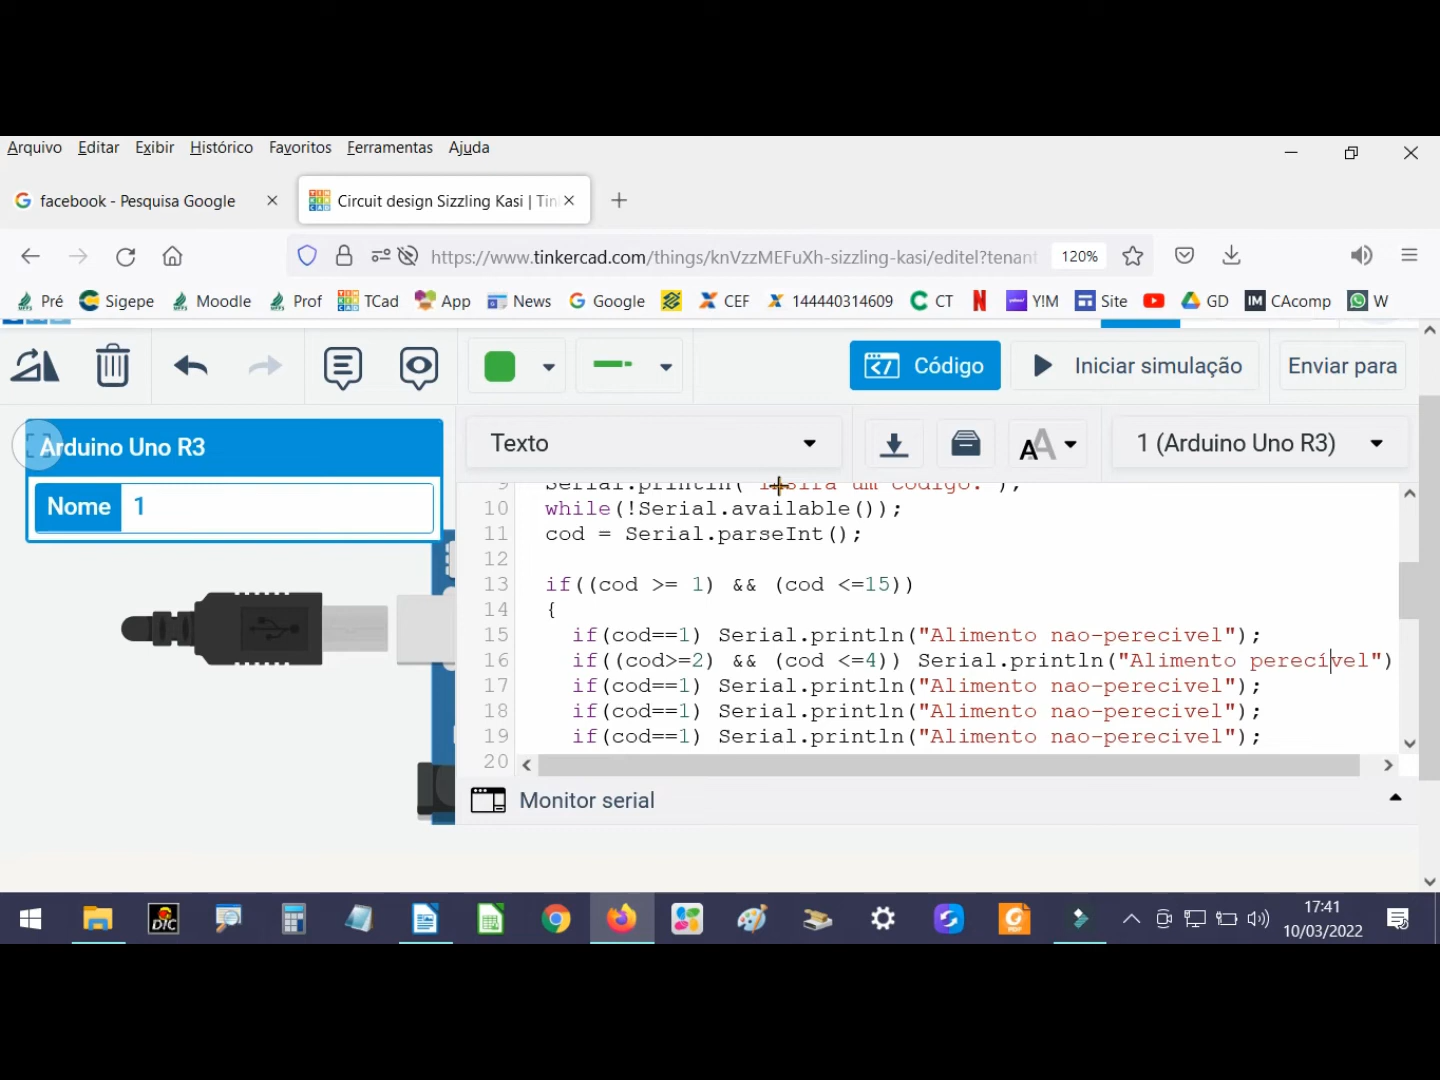 Arquivo Editar Exibir Histórico Favoritos Ferramentas Ajuda
facebook - Pesquisa Google
Circuit design Sizzling Kasi | Tin
https://www.tinkercad.com/things/knVzzMEFuXh-sizzling-kasi/editel?tenant
120%
Pré Sigepe Moodle Prof TCad App News Google CEF 144440314609 CT Y!M Site GD CAcomp W
Código
Iniciar simulação
Enviar para
Arduino Uno R3
Nome 1
Texto
1 (Arduino Uno R3)
9 Serial.println("Insira um codigo:");
10 while(!Serial.available());
11 cod = Serial.parseInt();
12
13 if((cod >= 1) && (cod <=15))
14 {
15 if(cod==1) Serial.println("Alimento nao-perecivel");
16 if((cod>=2) && (cod <=4)) Serial.println("Alimento perecível")
17 if(cod==1) Serial.println("Alimento nao-perecivel");
18 if(cod==1) Serial.println("Alimento nao-perecivel");
19 if(cod==1) Serial.println("Alimento nao-perecivel");
20
Monitor serial
17:41
10/03/2022